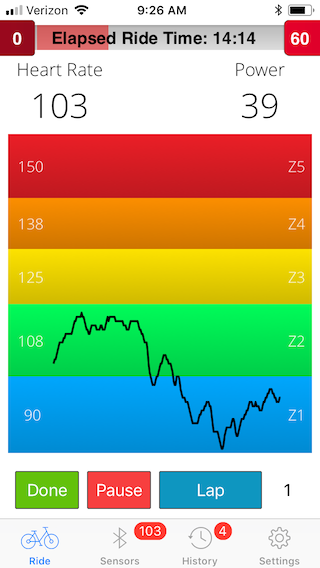 Verizon 9:26 AM
0 Elapsed Ride Time: 14:14 60
Heart Rate Power
103 39
150 Z5
138 Z4
125 Z3
108 Z2
90 Z1
Done Pause Lap 1
103 4
Ride Sensors History Settings